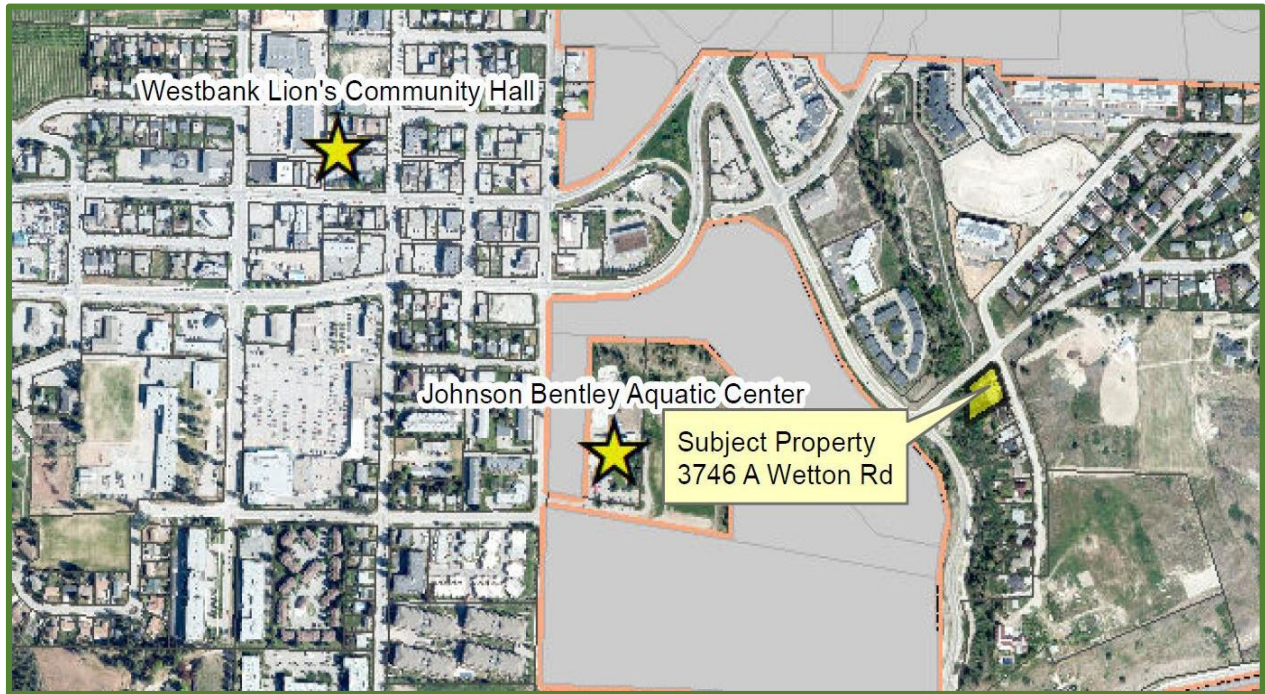 Westbank Lion's Community Hall
Johnson Bentley Aquatic Center
Subject Property
3746 A Wetton Rd